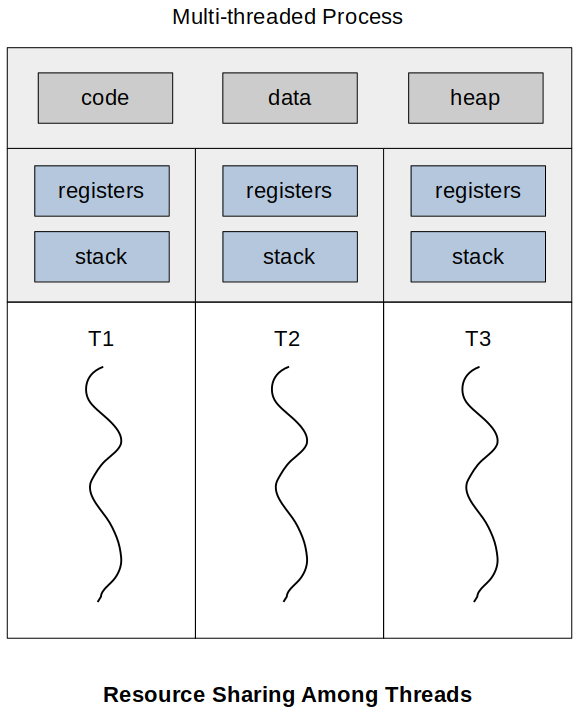 Multi-threaded Process
code data heap
registers registers registers
stack stack stack
T1 T2 T3
Resource Sharing Among Threads